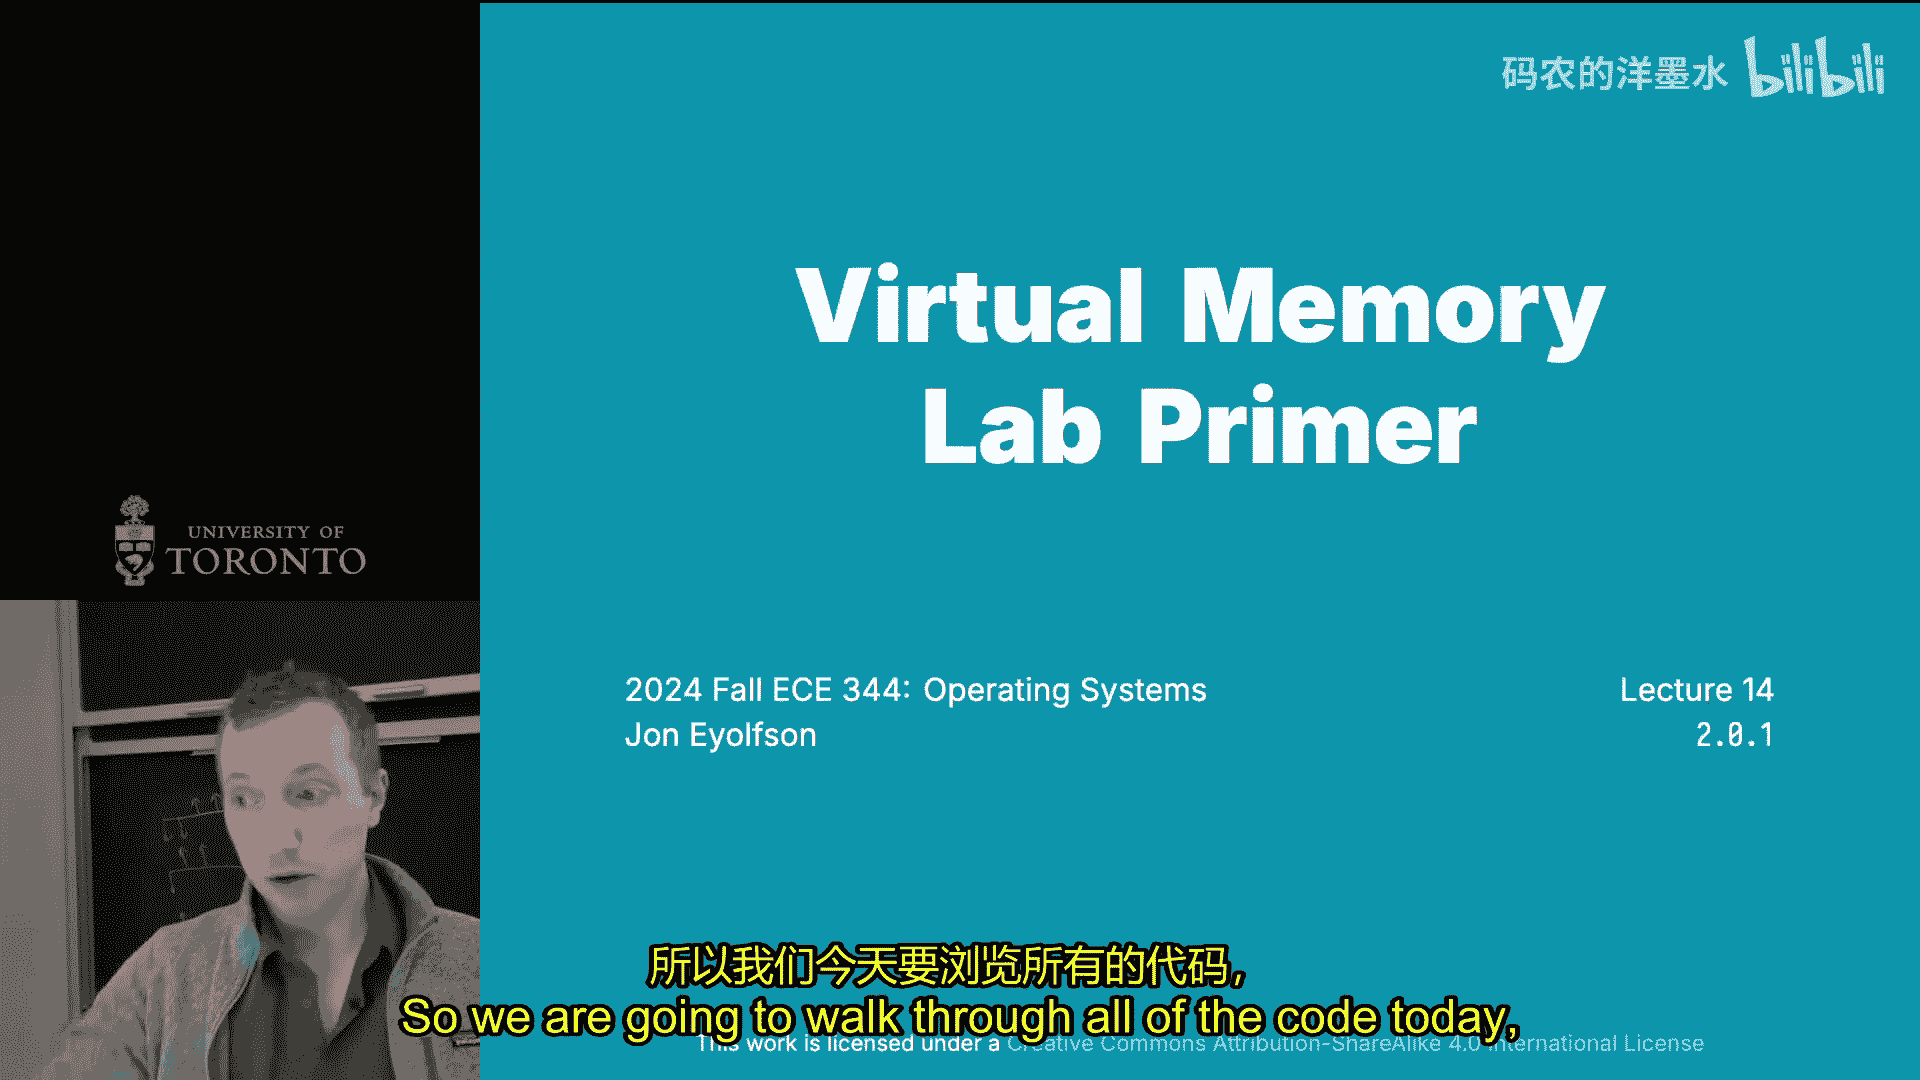 码农的洋墨水 bilibili
Virtual Memory
Lab Primer
UNIVERSITY OF
TORONTO
2024 Fall ECE 344: Operating Systems
Lecture 14
Jon Eyolfson
2.0.1
所以我们今天要浏览所有的代码,
So we are going to walk through all of the code today,
This work is licensed under a Creative Commons Attribution-ShareAlike 4.0 International License